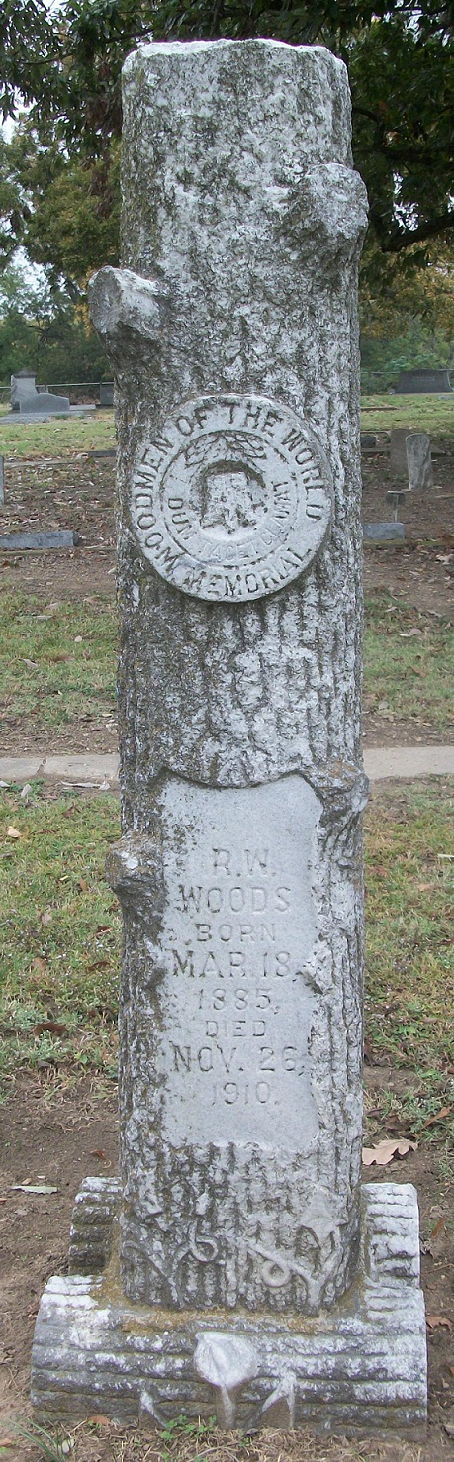 WOODMEN OF THE WORLD
MEMORIAL
DUM TACET CLAMAT
R.W.
WOODS
BORN
MAR. 18,
1885,
DIED
NOV. 26,
1910.